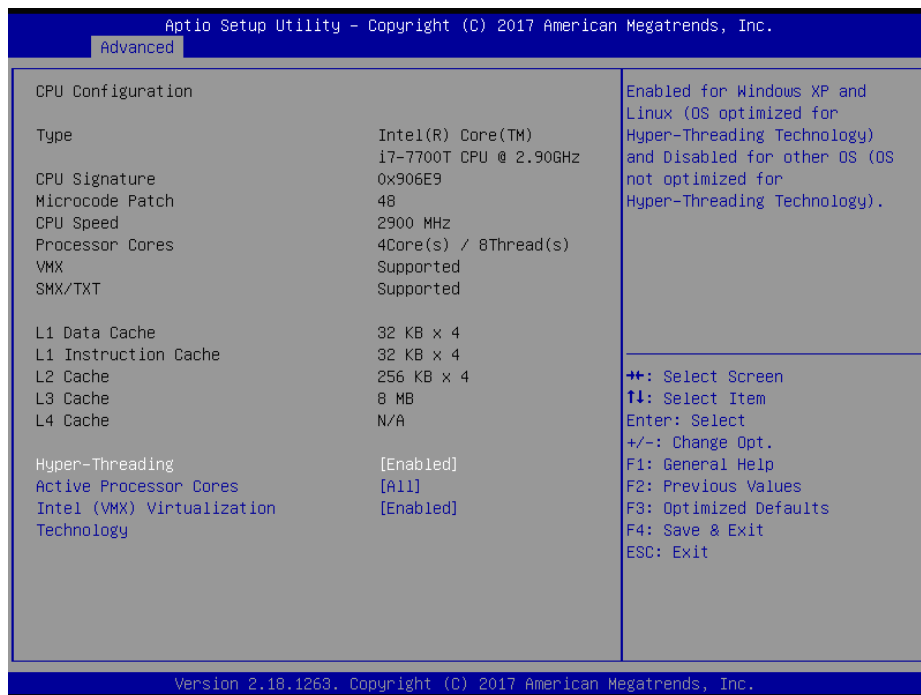 Aptio Setup Utility – Copyright (C) 2017 American Megatrends, Inc.
Advanced
CPU Configuration
Type Intel(R) Core(TM)
i7-7700T CPU @ 2.90GHz
CPU Signature 0x906E9
Microcode Patch 48
CPU Speed 2900 MHz
Processor Cores 4Core(s) / 8Thread(s)
VMX Supported
SMX/TXT Supported
L1 Data Cache 32 KB x 4
L1 Instruction Cache 32 KB x 4
L2 Cache 256 KB x 4
L3 Cache 8 MB
L4 Cache N/A
Hyper-Threading [Enabled]
Active Processor Cores [All]
Intel (VMX) Virtualization [Enabled]
Technology
Enabled for Windows XP and
Linux (OS optimized for
Hyper-Threading Technology)
and Disabled for other OS (OS
not optimized for
Hyper-Threading Technology).
→←: Select Screen
↑↓: Select Item
Enter: Select
+/-: Change Opt.
F1: General Help
F2: Previous Values
F3: Optimized Defaults
F4: Save & Exit
ESC: Exit
Version 2.18.1263. Copyright (C) 2017 American Megatrends, Inc.